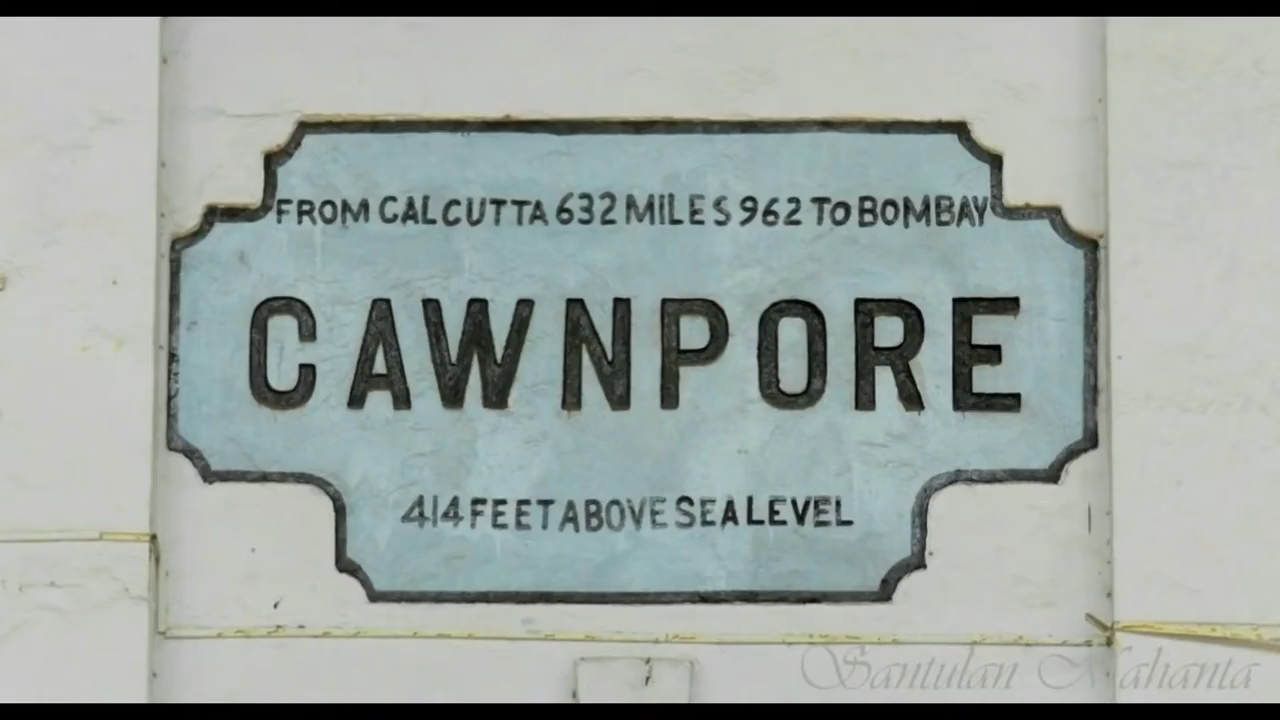 FROM CALCUTTA 632 MILES 962 TO BOMBAY
CAWNPORE
414 FEET ABOVE SEA LEVEL
Santulan Mahanta